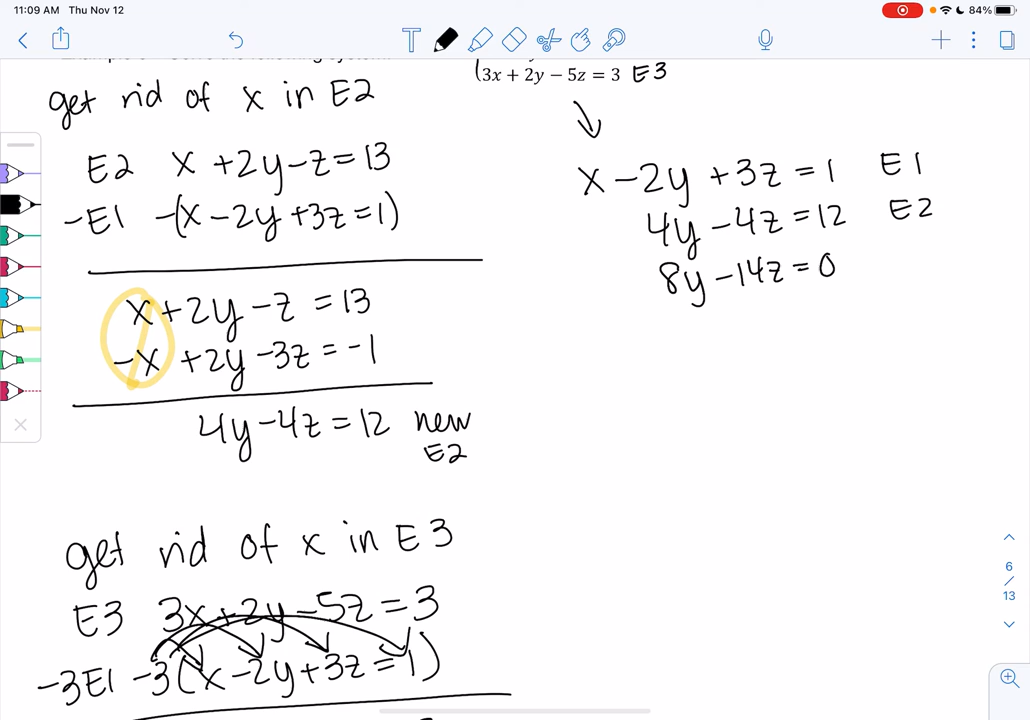 11:09 AM Thu Nov 12
84%
3x + 2y − 5z = 3 E3
get rid of x in E2
E2 x + 2y − z = 13
−E1 −(x − 2y + 3z = 1)
x + 2y − z = 13
−x + 2y − 3z = −1
4y − 4z = 12 new
E2
get rid of x in E3
E3 3x + 2y − 5z = 3
−3E1 −3(x − 2y + 3z = 1)
x − 2y + 3z = 1 E1
4y − 4z = 12 E2
8y − 14z = 0
6
/
13